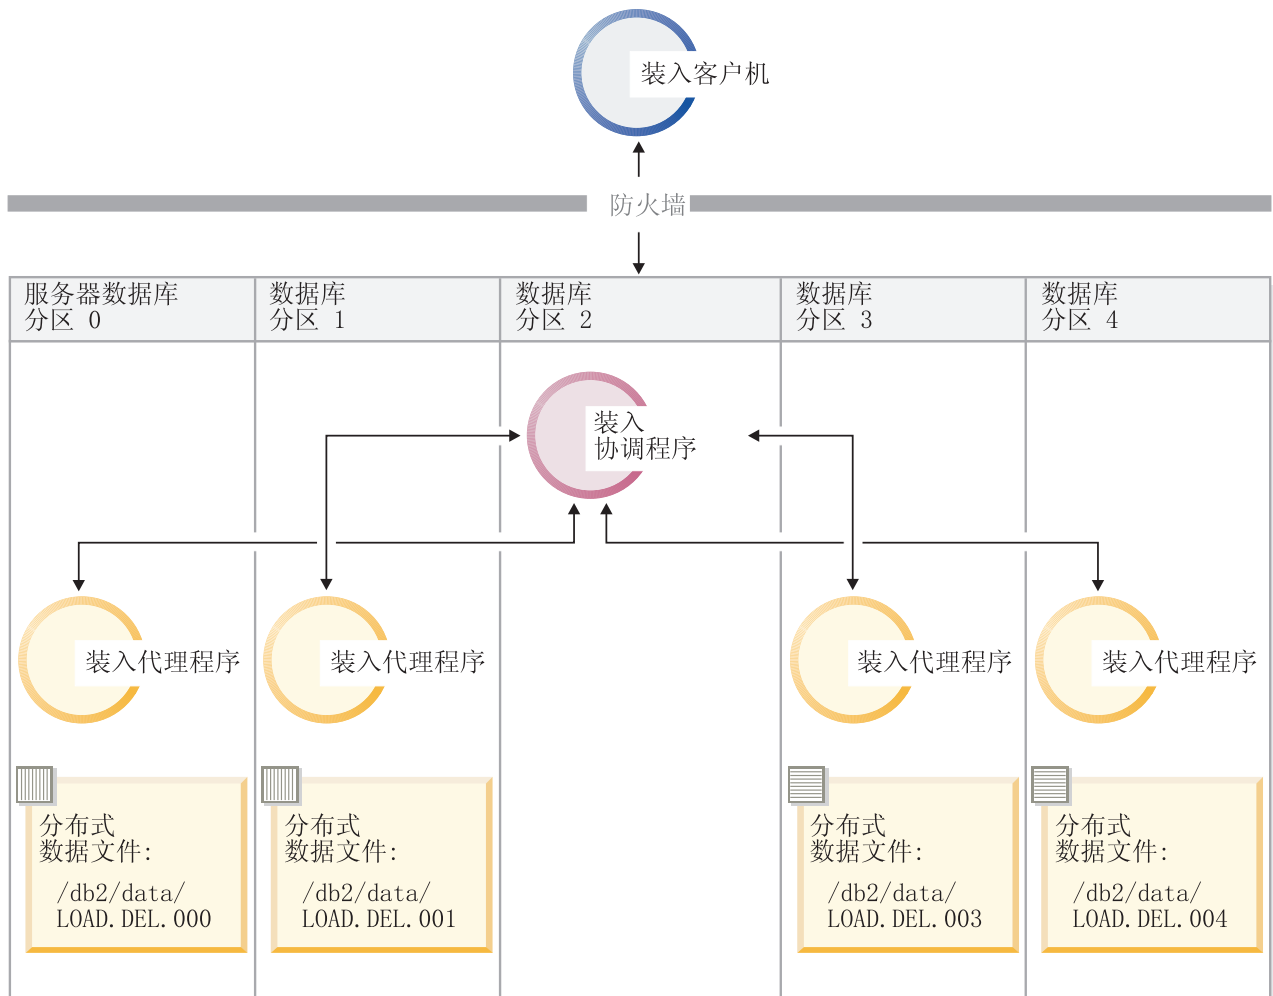 装入客户机
防火墙
服务器数据库
分区 0
数据库
分区 1
数据库
分区 2
数据库
分区 3
数据库
分区 4
装入
协调程序
装入代理程序
装入代理程序
装入代理程序
装入代理程序
分布式
数据文件:
/db2/data/
LOAD.DEL.000
分布式
数据文件:
/db2/data/
LOAD.DEL.001
分布式
数据文件:
/db2/data/
LOAD.DEL.003
分布式
数据文件:
/db2/data/
LOAD.DEL.004